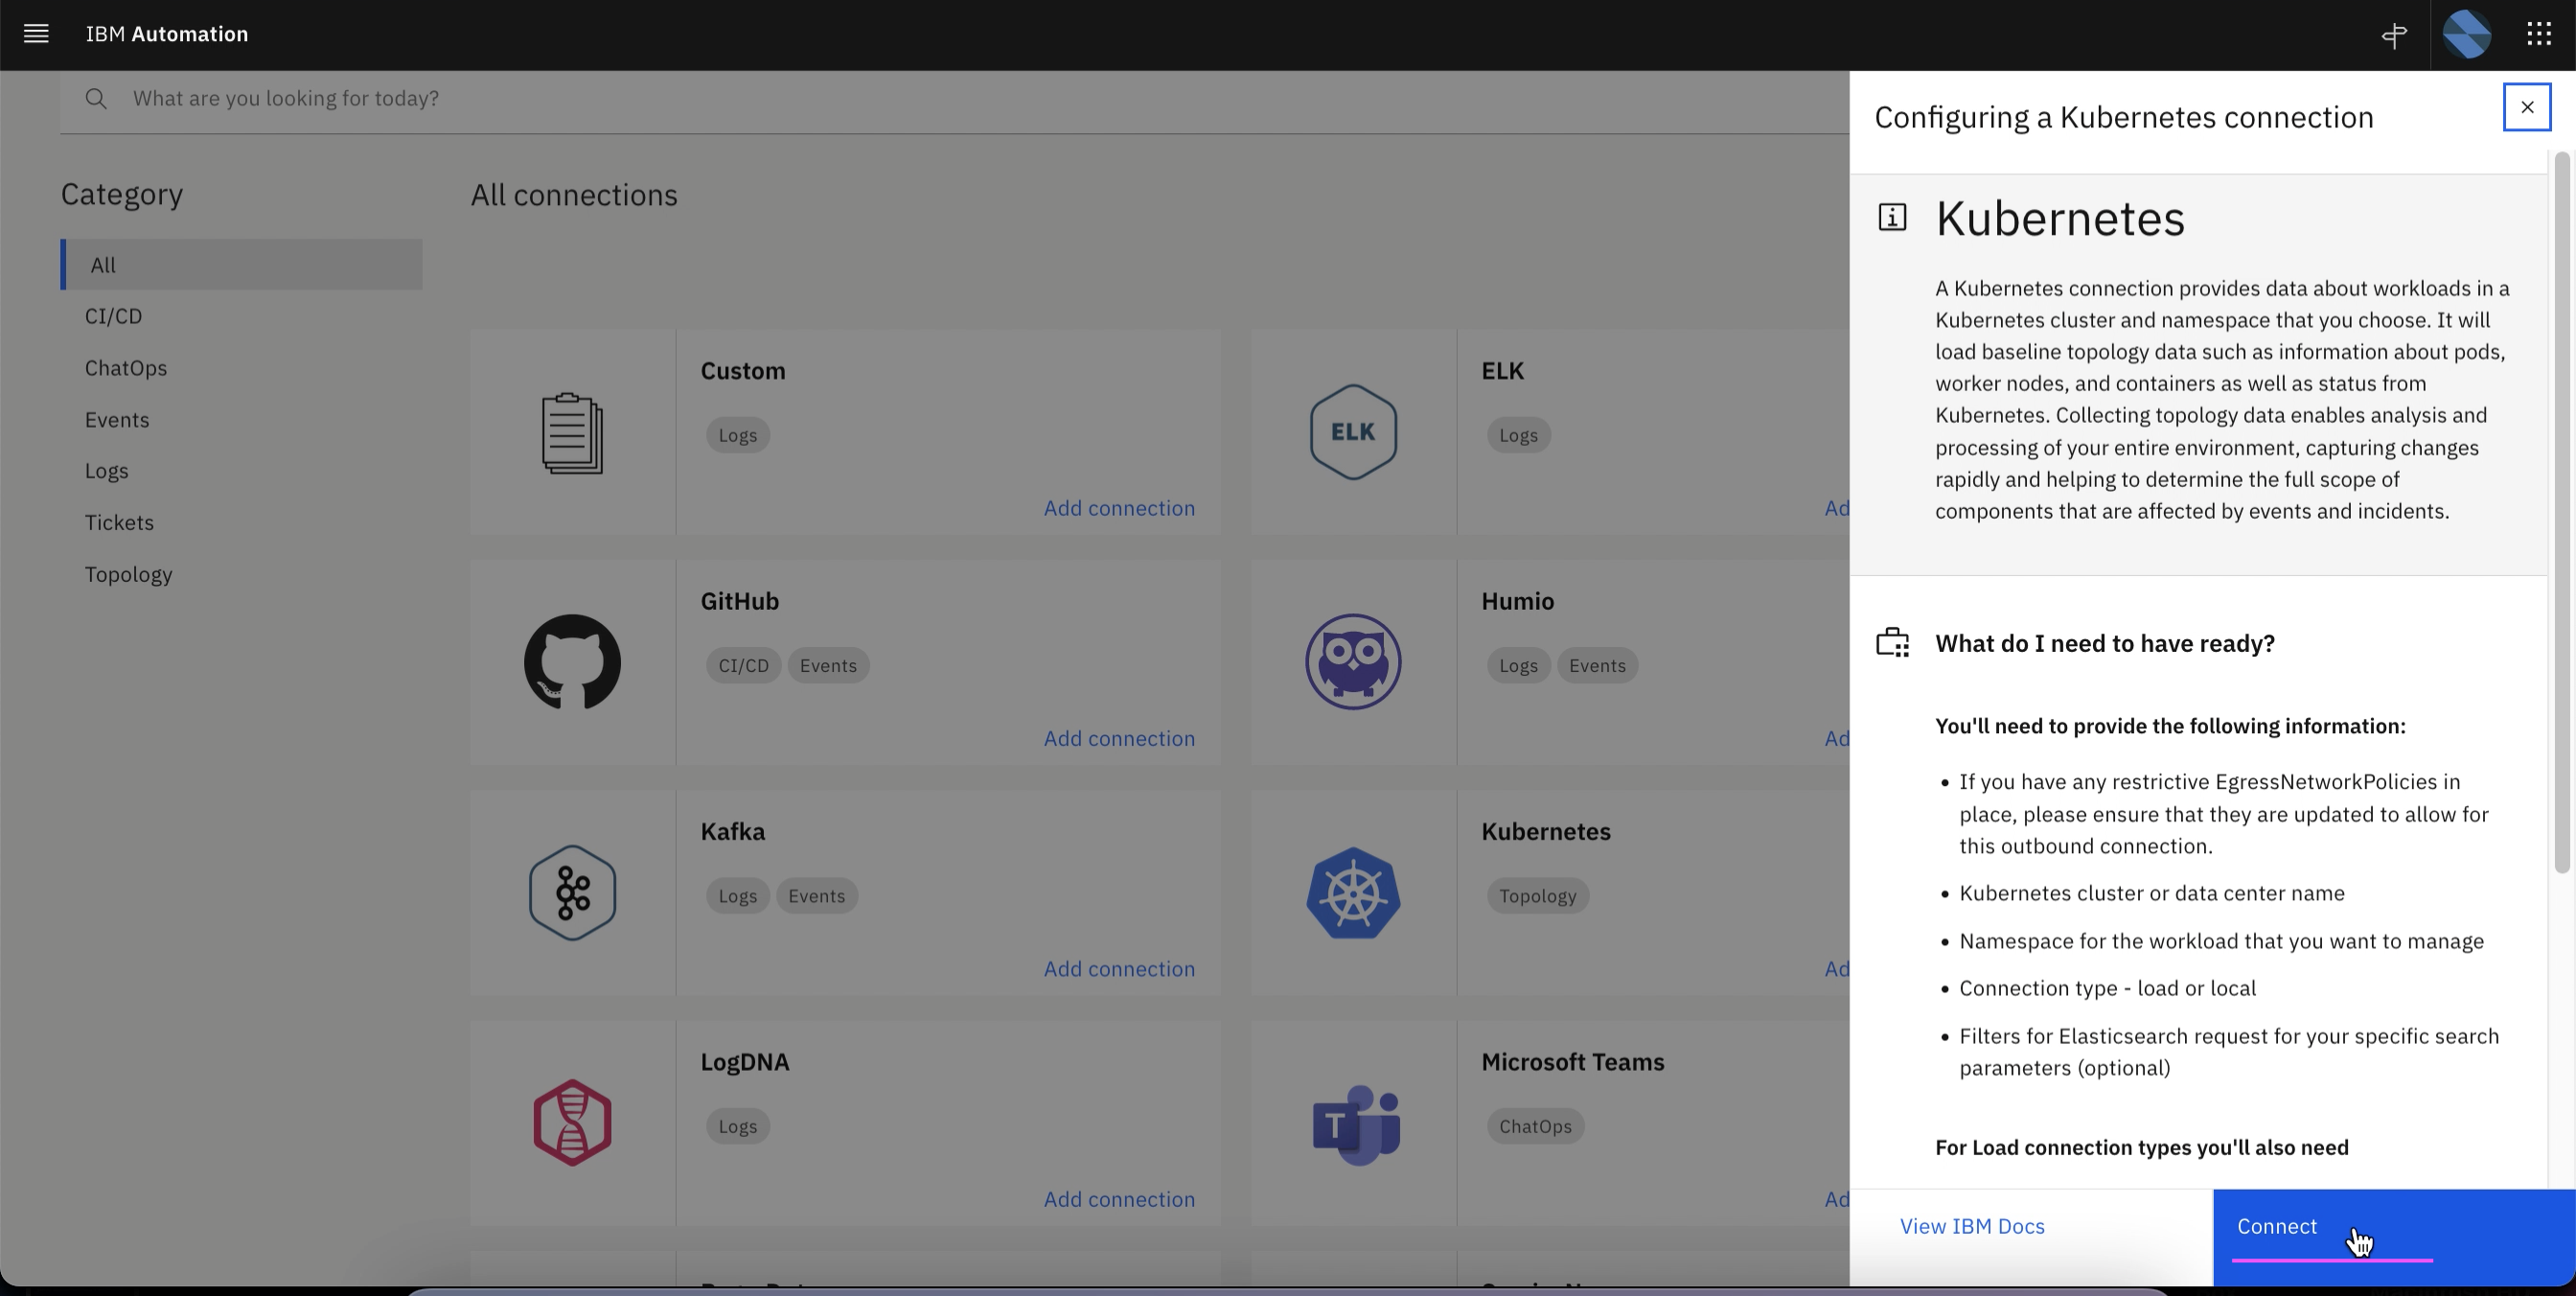 IBM Automation
What are you looking for today?
Category
All
CI/CD
ChatOps
Events
Logs
Tickets
Topology
All connections
Custom
Logs
Add connection
ELK
ELK
Logs
Ad
GitHub
CI/CD Events
Add connection
Humio
Logs Events
Ad
Kafka
Logs Events
Add connection
Kubernetes
Topology
Ad
LogDNA
Logs
Add connection
T
Microsoft Teams
ChatOps
Ad
Configuring a Kubernetes connection
Kubernetes
A Kubernetes connection provides data about workloads in a
Kubernetes cluster and namespace that you choose. It will
load baseline topology data such as information about pods,
worker nodes, and containers as well as status from
Kubernetes. Collecting topology data enables analysis and
processing of your entire environment, capturing changes
rapidly and helping to determine the full scope of
components that are affected by events and incidents.
What do I need to have ready?
You'll need to provide the following information:
• If you have any restrictive EgressNetworkPolicies in
place, please ensure that they are updated to allow for
this outbound connection.
• Kubernetes cluster or data center name
• Namespace for the workload that you want to manage
• Connection type - load or local
• Filters for Elasticsearch request for your specific search
parameters (optional)
For Load connection types you'll also need
View IBM Docs
Connect